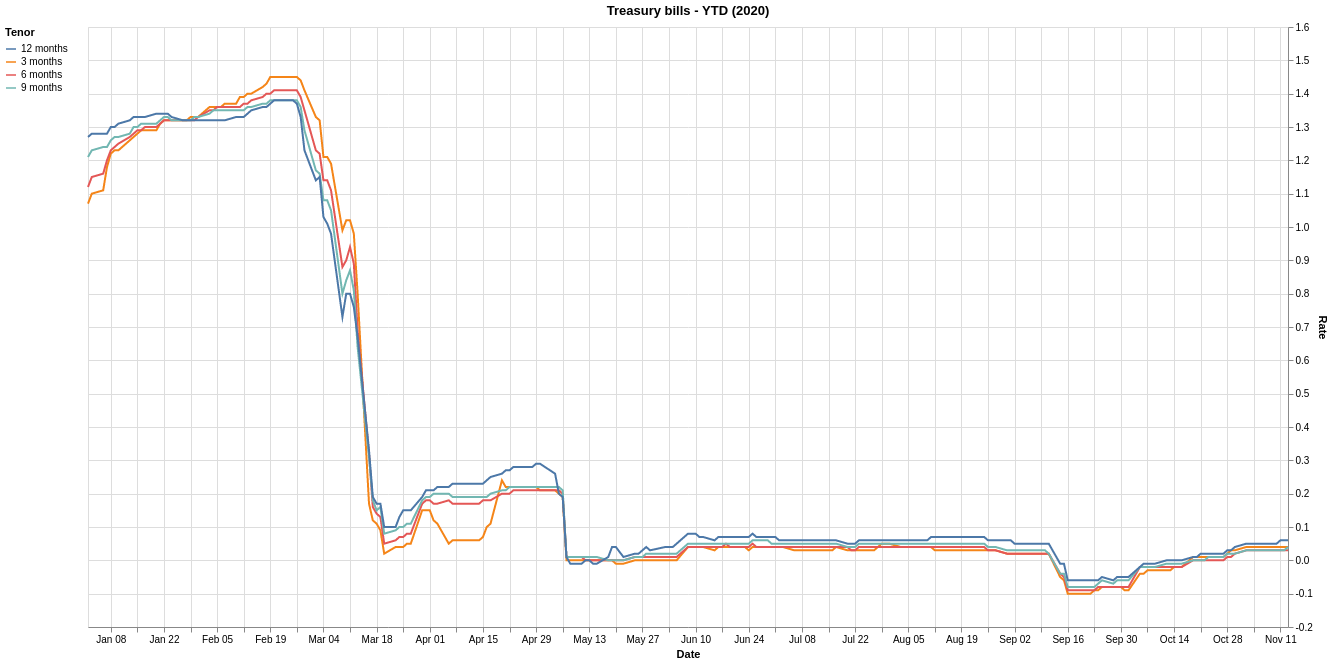 Treasury bills - YTD (2020)
Tenor
12 months
3 months
6 months
9 months
1.6
1.5
1.4
1.3
1.2
1.1
1.0
0.9
0.8
0.7
0.6
0.5
0.4
0.3
0.2
0.1
0.0
-0.1
-0.2
Rate
Jan 08 Jan 22 Feb 05 Feb 19 Mar 04 Mar 18 Apr 01 Apr 15 Apr 29 May 13 May 27 Jun 10 Jun 24 Jul 08 Jul 22 Aug 05 Aug 19 Sep 02 Sep 16 Sep 30 Oct 14 Oct 28 Nov 11
Date